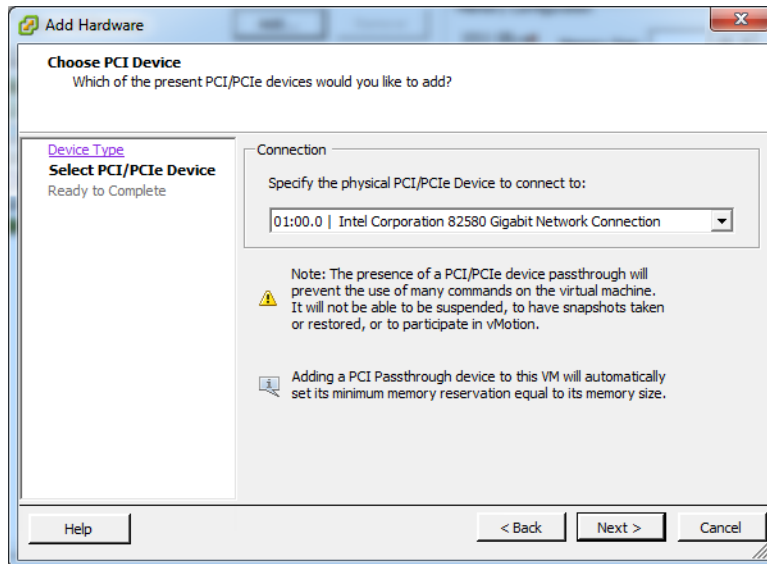 Add Hardware
Choose PCI Device
Which of the present PCI/PCIe devices would you like to add?
Device Type
Select PCI/PCIe Device
Ready to Complete
Connection
Specify the physical PCI/PCIe Device to connect to:
01:00.0 | Intel Corporation 82580 Gigabit Network Connection
Note: The presence of a PCI/PCIe device passthrough will
prevent the use of many commands on the virtual machine.
It will not be able to be suspended, to have snapshots taken
or restored, or to participate in vMotion.
Adding a PCI Passthrough device to this VM will automatically
set its minimum memory reservation equal to its memory size.
Help
< Back
Next >
Cancel